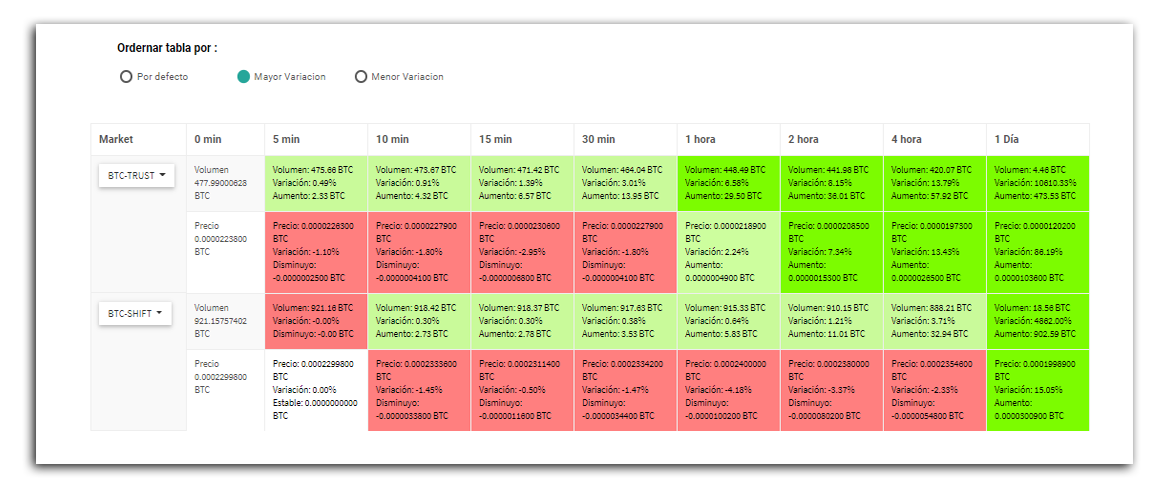 Ordernar tabla por :
Por defecto
Mayor Variacion
Menor Variacion
Market
0 min
5 min
10 min
15 min
30 min
1 hora
2 hora
4 hora
1 Día
BTC-TRUST
Volumen
477.99000628
BTC
Volumen: 475.66 BTC
Variación: 0.49%
Aumento: 2.33 BTC
Volumen: 473.67 BTC
Variación: 0.91%
Aumento: 4.32 BTC
Volumen: 471.42 BTC
Variación: 1.39%
Aumento: 6.57 BTC
Volumen: 464.04 BTC
Variación: 3.01%
Aumento: 13.95 BTC
Volumen: 448.49 BTC
Variación: 6.58%
Aumento: 29.50 BTC
Volumen: 441.98 BTC
Variación: 8.15%
Aumento: 36.01 BTC
Volumen: 420.07 BTC
Variación: 13.79%
Aumento: 57.92 BTC
Volumen: 4.46 BTC
Variación: 10610.33%
Aumento: 473.53 BTC
Precio
0.0000223800
BTC
Precio: 0.0000226300
BTC
Variación: -1.10%
Disminuyo:
-0.0000002500 BTC
Precio: 0.0000227900
BTC
Variación: -1.80%
Disminuyo:
-0.0000004100 BTC
Precio: 0.0000230600
BTC
Variación: -2.95%
Disminuyo:
-0.0000006800 BTC
Precio: 0.0000227900
BTC
Variación: -1.80%
Disminuyo:
-0.0000004100 BTC
Precio: 0.0000218900
BTC
Variación: 2.24%
Aumento:
0.0000004900 BTC
Precio: 0.0000208500
BTC
Variación: 7.34%
Aumento:
0.0000015300 BTC
Precio: 0.0000197300
BTC
Variación: 13.43%
Aumento:
0.0000026500 BTC
Precio: 0.0000120200
BTC
Variación: 86.19%
Aumento:
0.0000103600 BTC
BTC-SHIFT
Volumen
921.15757402
BTC
Volumen: 921.16 BTC
Variación: -0.00%
Disminuyo: -0.00 BTC
Volumen: 918.42 BTC
Variación: 0.30%
Aumento: 2.73 BTC
Volumen: 918.37 BTC
Variación: 0.30%
Aumento: 2.78 BTC
Volumen: 917.63 BTC
Variación: 0.38%
Aumento: 3.53 BTC
Volumen: 915.33 BTC
Variación: 0.64%
Aumento: 5.83 BTC
Volumen: 910.15 BTC
Variación: 1.21%
Aumento: 11.01 BTC
Volumen: 888.21 BTC
Variación: 3.71%
Aumento: 32.94 BTC
Volumen: 18.56 BTC
Variación: 4862.00%
Aumento: 902.59 BTC
Precio
0.0002299800
BTC
Precio: 0.0002299800
BTC
Variación: 0.00%
Estable: 0.0000000000
BTC
Precio: 0.0002333600
BTC
Variación: -1.45%
Disminuyo:
-0.0000033800 BTC
Precio: 0.0002311400
BTC
Variación: -0.50%
Disminuyo:
-0.0000011600 BTC
Precio: 0.0002334200
BTC
Variación: -1.47%
Disminuyo:
-0.0000034400 BTC
Precio: 0.0002400000
BTC
Variación: -4.18%
Disminuyo:
-0.0000100200 BTC
Precio: 0.0002380000
BTC
Variación: -3.37%
Disminuyo:
-0.0000080200 BTC
Precio: 0.0002354600
BTC
Variación: -2.33%
Disminuyo:
-0.0000054800 BTC
Precio: 0.0001998900
BTC
Variación: 15.05%
Aumento:
0.0000300900 BTC